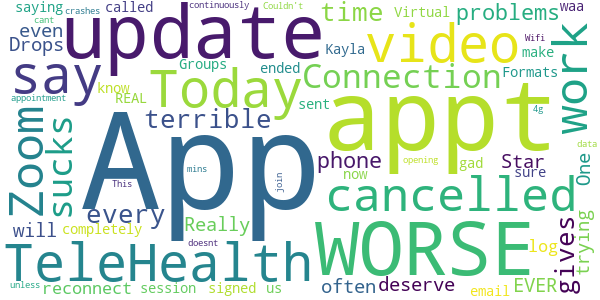 saying crashes called continuously Couldn't
even update time Virtual problems waa
cant Drops say Groups ended Kayla make
video Today Connection Formats work
appointment know REAL sent
Zoom sucks App terrible appt
phone Star sure One
mins This join now opening gad 4g Wifi data
every will Really cancelled
completely doesnt WORSE gives trying log
TeleHealth often deserve EVER
unless reconnect session signed us email